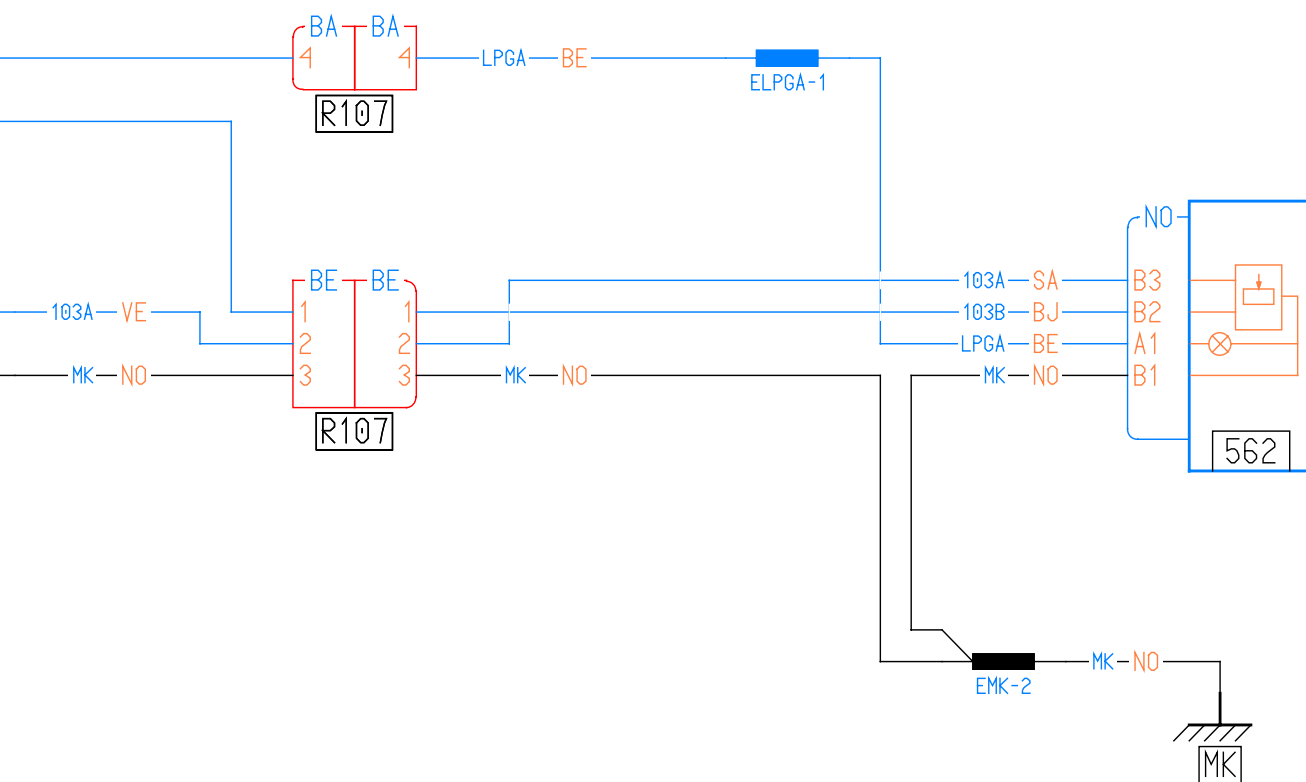 BA BA
4 4 LPGA BE
ELPGA-1
R107
NO
BE BE 103A SA B3
103A VE 1 1 103B BJ B2
2 2 LPGA BE A1
MK NO 3 3 MK NO MK NO B1
R107
562
MK NO
EMK-2
MK